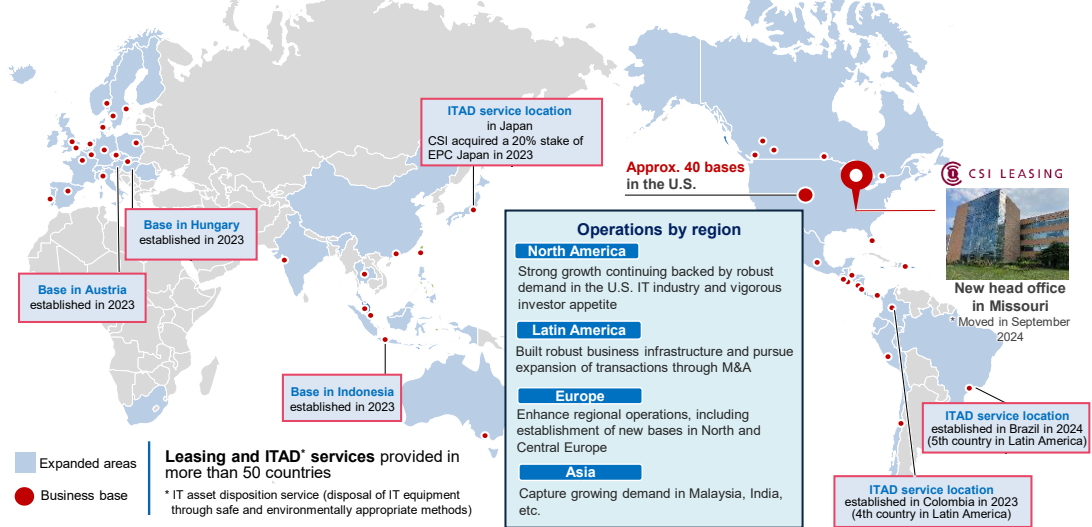 ITAD service location
in Japan
CSI acquired a 20% stake of
EPC Japan in 2023
Approx. 40 bases
in the U.S.
CSI LEASING
New head office
in Missouri
* Moved in September
2024
Base in Hungary
established in 2023
Base in Austria
established in 2023
Base in Indonesia
established in 2023
Operations by region
North America
Strong growth continuing backed by robust
demand in the U.S. IT industry and vigorous
investor appetite
Latin America
Built robust business infrastructure and pursue
expansion of transactions through M&A
Europe
Enhance regional operations, including
establishment of new bases in North and
Central Europe
Asia
Capture growing demand in Malaysia, India,
etc.
ITAD service location
established in Brazil in 2024
(5th country in Latin America)
ITAD service location
established in Colombia in 2023
(4th country in Latin America)
Expanded areas
Business base
Leasing and ITAD* services provided in
more than 50 countries
* IT asset disposition service (disposal of IT equipment
through safe and environmentally appropriate methods)